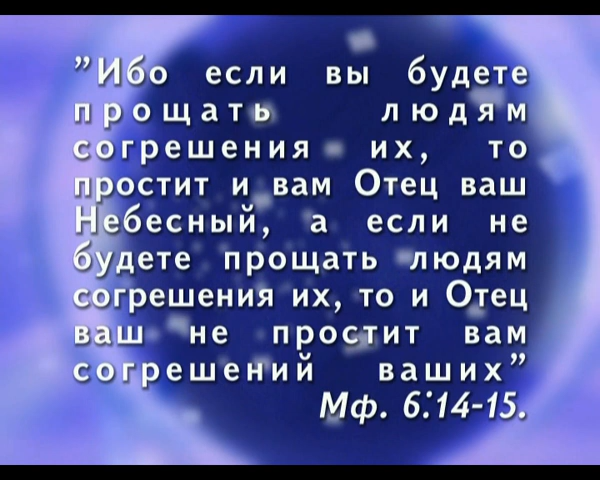 "Ибо если вы будете
прощать людям
согрешения их, то
простит и вам Отец ваш
Небесный, а если не
будете прощать людям
согрешения их, то и Отец
ваш не простит вам
согрешений ваших"
Мф. 6:14-15.